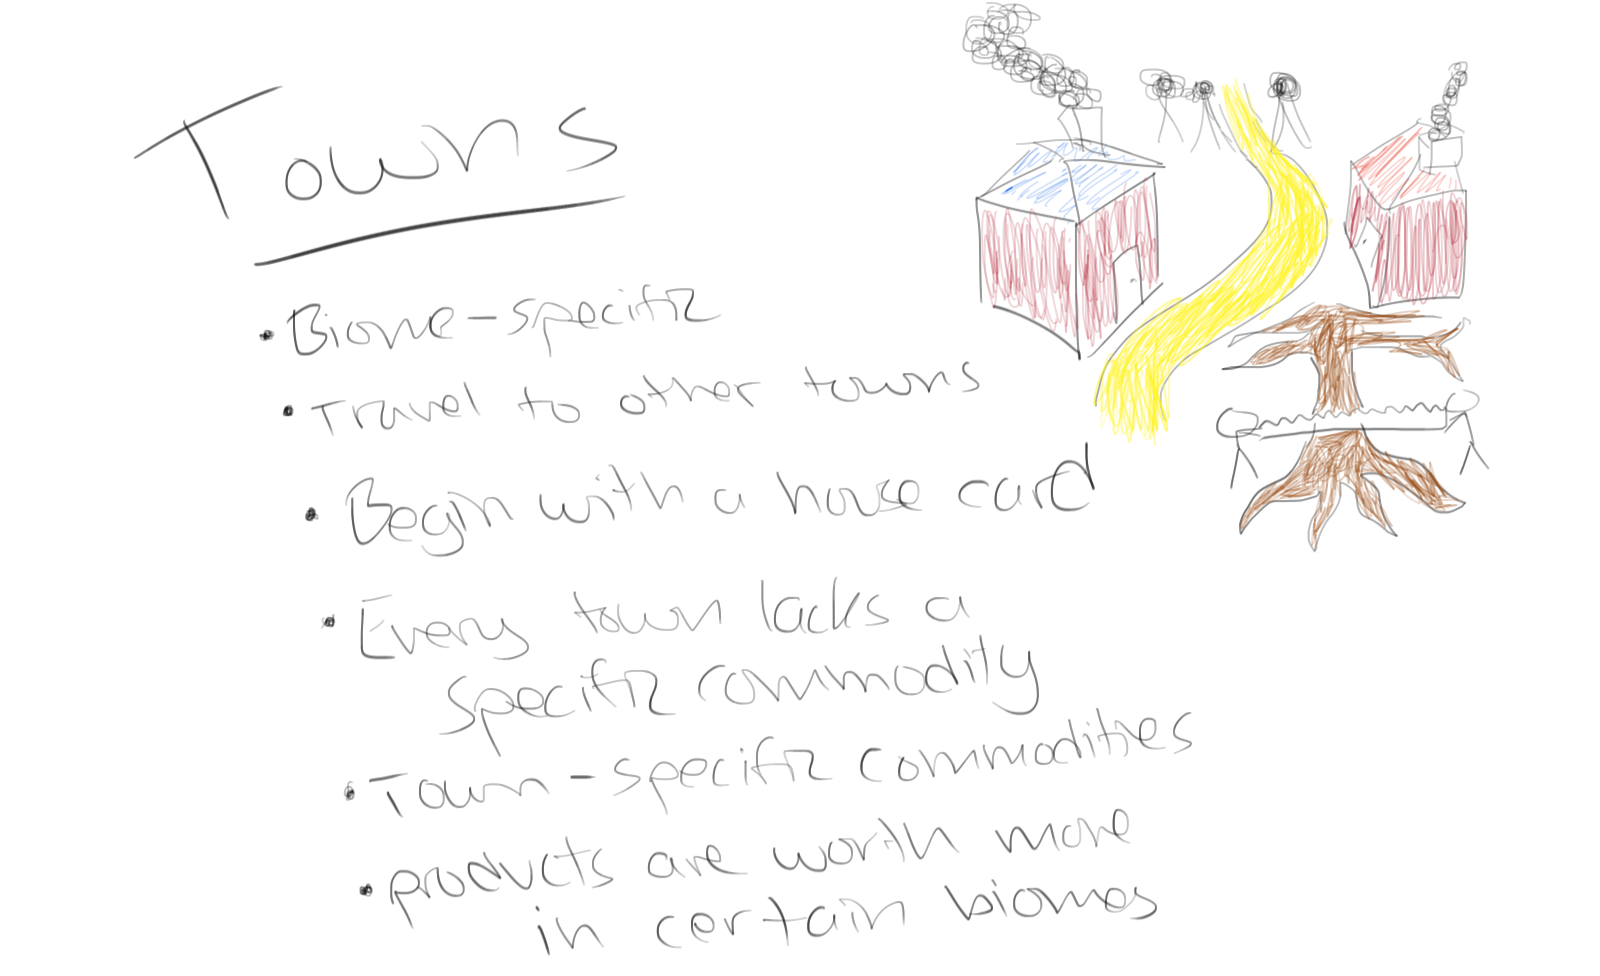 Towns
• Biome-specific
• Travel to other towns
• Begin with a house card
• Every town lacks a
specific commodity
• Town-specific commodities
• products are worth more
in certain biomes